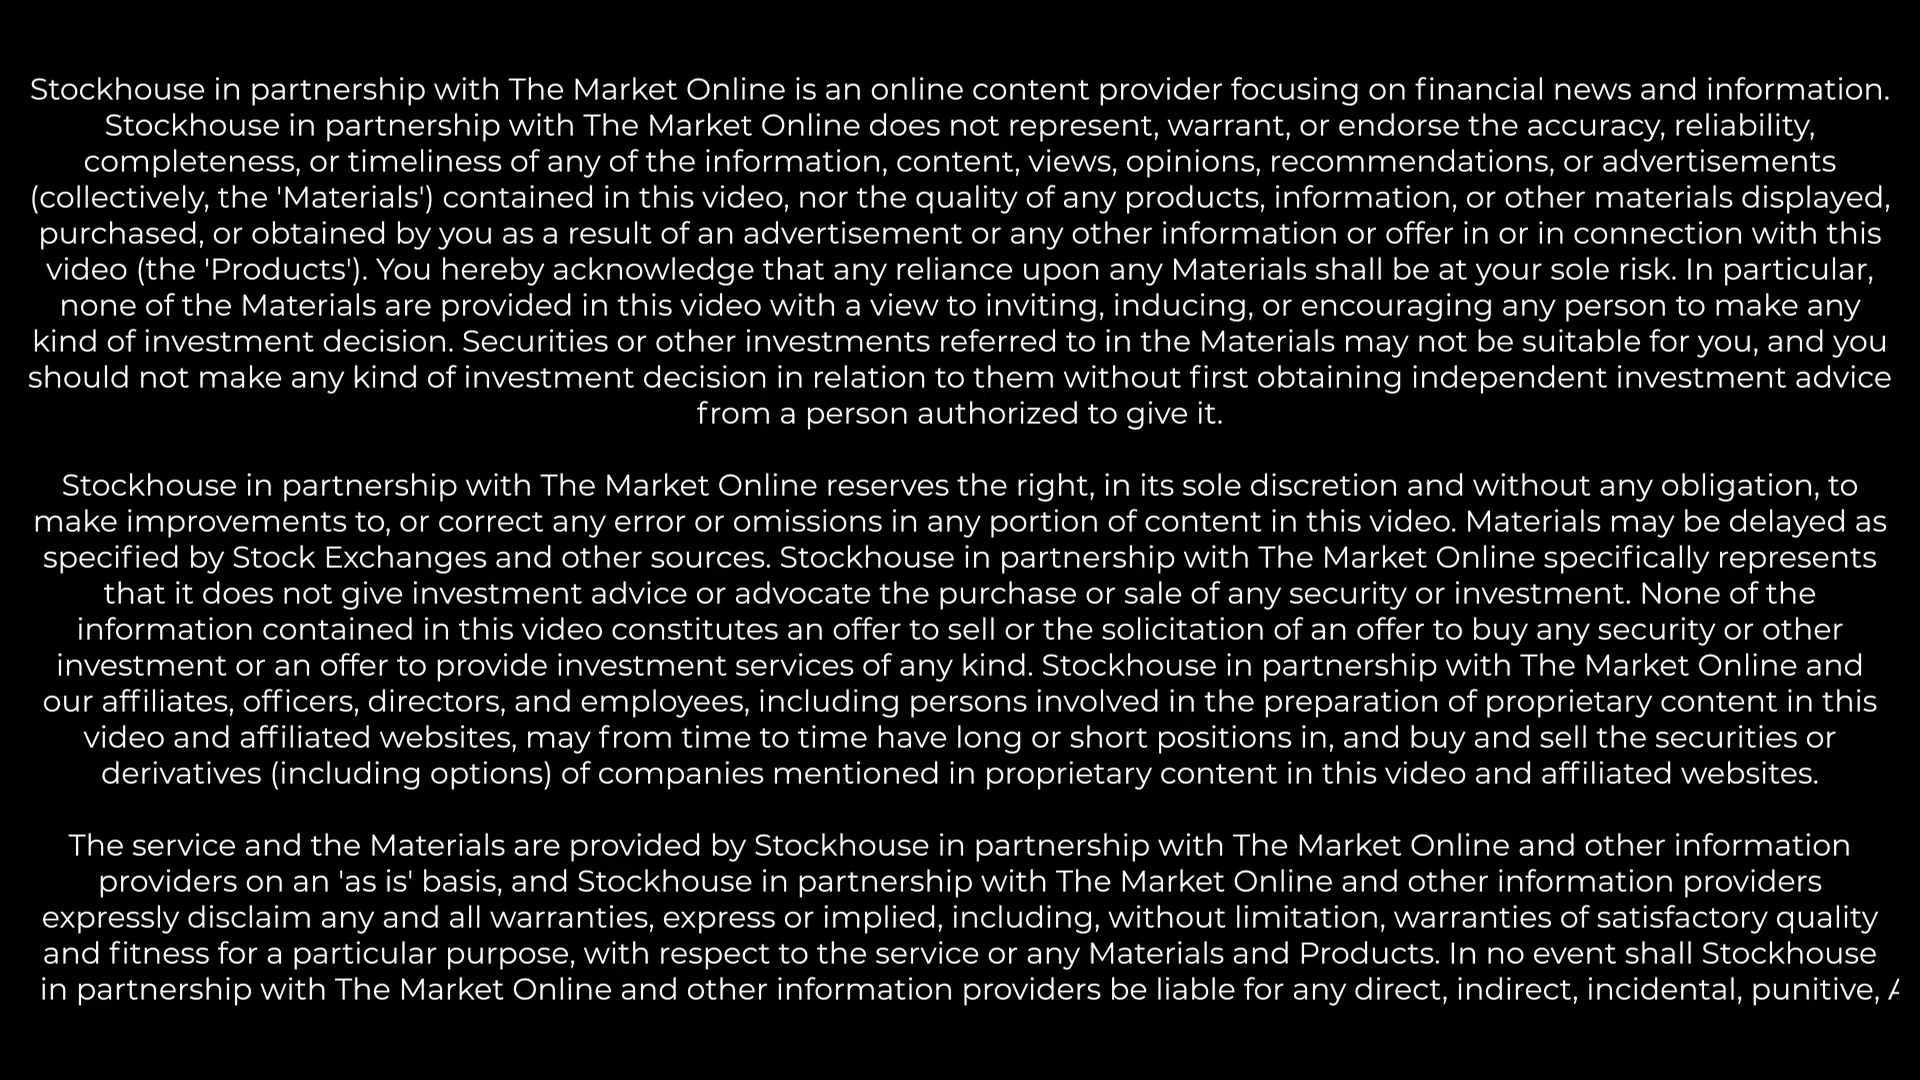 Stockhouse in partnership with The Market Online is an online content provider focusing on financial news and information.
Stockhouse in partnership with The Market Online does not represent, warrant, or endorse the accuracy, reliability,
completeness, or timeliness of any of the information, content, views, opinions, recommendations, or advertisements
(collectively, the 'Materials') contained in this video, nor the quality of any products, information, or other materials displayed,
purchased, or obtained by you as a result of an advertisement or any other information or offer in or in connection with this
video (the 'Products'). You hereby acknowledge that any reliance upon any Materials shall be at your sole risk. In particular,
none of the Materials are provided in this video with a view to inviting, inducing, or encouraging any person to make any
kind of investment decision. Securities or other investments referred to in the Materials may not be suitable for you, and you
should not make any kind of investment decision in relation to them without first obtaining independent investment advice
from a person authorized to give it.
Stockhouse in partnership with The Market Online reserves the right, in its sole discretion and without any obligation, to
make improvements to, or correct any error or omissions in any portion of content in this video. Materials may be delayed as
specified by Stock Exchanges and other sources. Stockhouse in partnership with The Market Online specifically represents
that it does not give investment advice or advocate the purchase or sale of any security or investment. None of the
information contained in this video constitutes an offer to sell or the solicitation of an offer to buy any security or other
investment or an offer to provide investment services of any kind. Stockhouse in partnership with The Market Online and
our affiliates, officers, directors, and employees, including persons involved in the preparation of proprietary content in this
video and affiliated websites, may from time to time have long or short positions in, and buy and sell the securities or
derivatives (including options) of companies mentioned in proprietary content in this video and affiliated websites.
The service and the Materials are provided by Stockhouse in partnership with The Market Online and other information
providers on an 'as is' basis, and Stockhouse in partnership with The Market Online and other information providers
expressly disclaim any and all warranties, express or implied, including, without limitation, warranties of satisfactory quality
and fitness for a particular purpose, with respect to the service or any Materials and Products. In no event shall Stockhouse
in partnership with The Market Online and other information providers be liable for any direct, indirect, incidental, punitive,